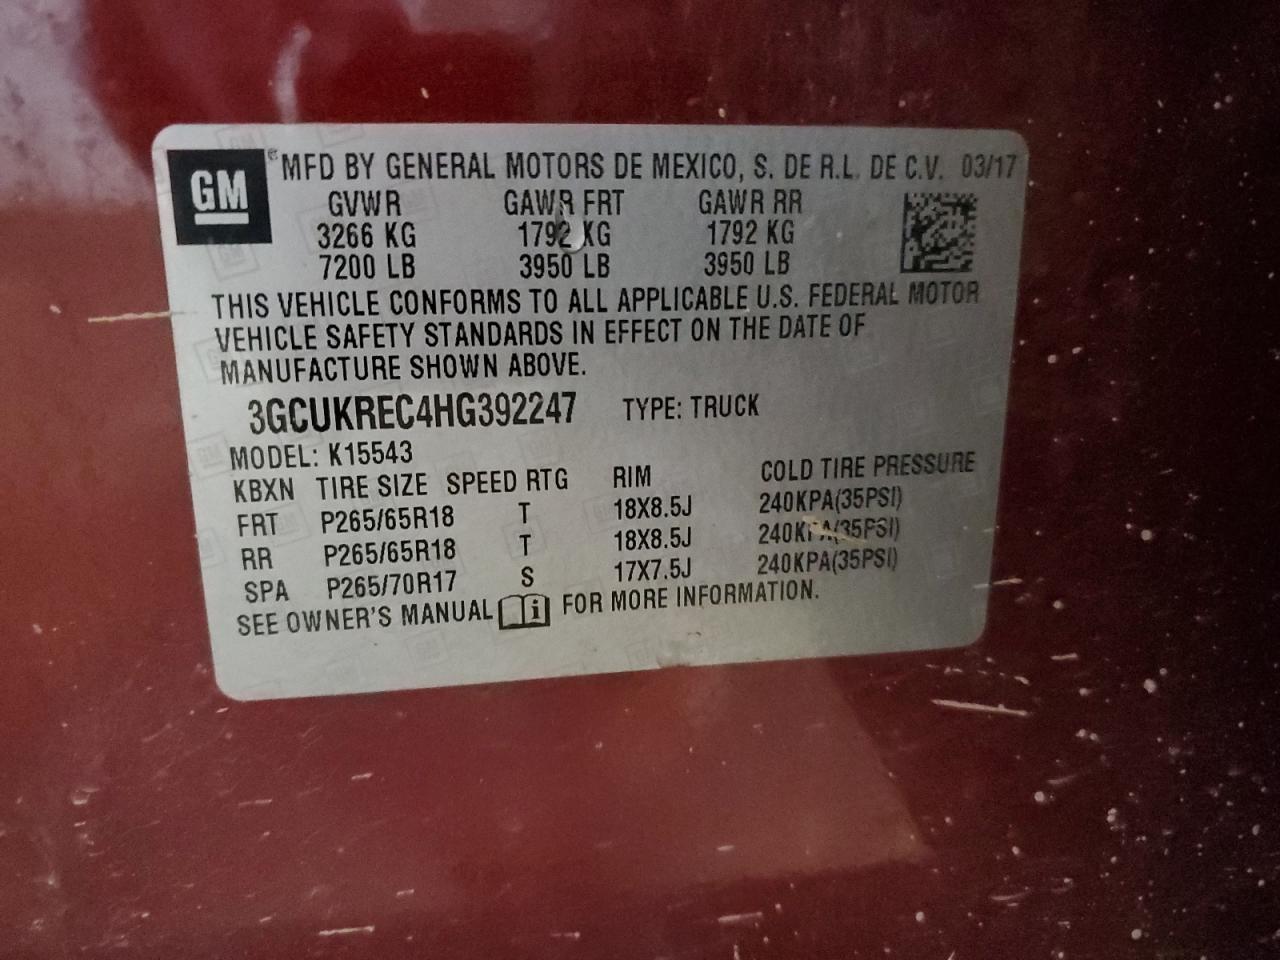 GM ® MFD BY GENERAL MOTORS DE MEXICO, S. DE R.L. DE C.V. 03/17
GVWR GAWR FRT GAWR RR
3266 KG 1792 KG 1792 KG
7200 LB 3950 LB 3950 LB
THIS VEHICLE CONFORMS TO ALL APPLICABLE U.S. FEDERAL MOTOR
VEHICLE SAFETY STANDARDS IN EFFECT ON THE DATE OF
MANUFACTURE SHOWN ABOVE.
3GCUKREC4HG392247 TYPE: TRUCK
MODEL: K15543
KBXN TIRE SIZE SPEED RTG RIM COLD TIRE PRESSURE
FRT P265/65R18 T 18X8.5J 240KPA(35PSI)
RR P265/65R18 T 18X8.5J 240KPA(35PSI)
SPA P265/70R17 S 17X7.5J 240KPA(35PSI)
SEE OWNER'S MANUAL i FOR MORE INFORMATION.